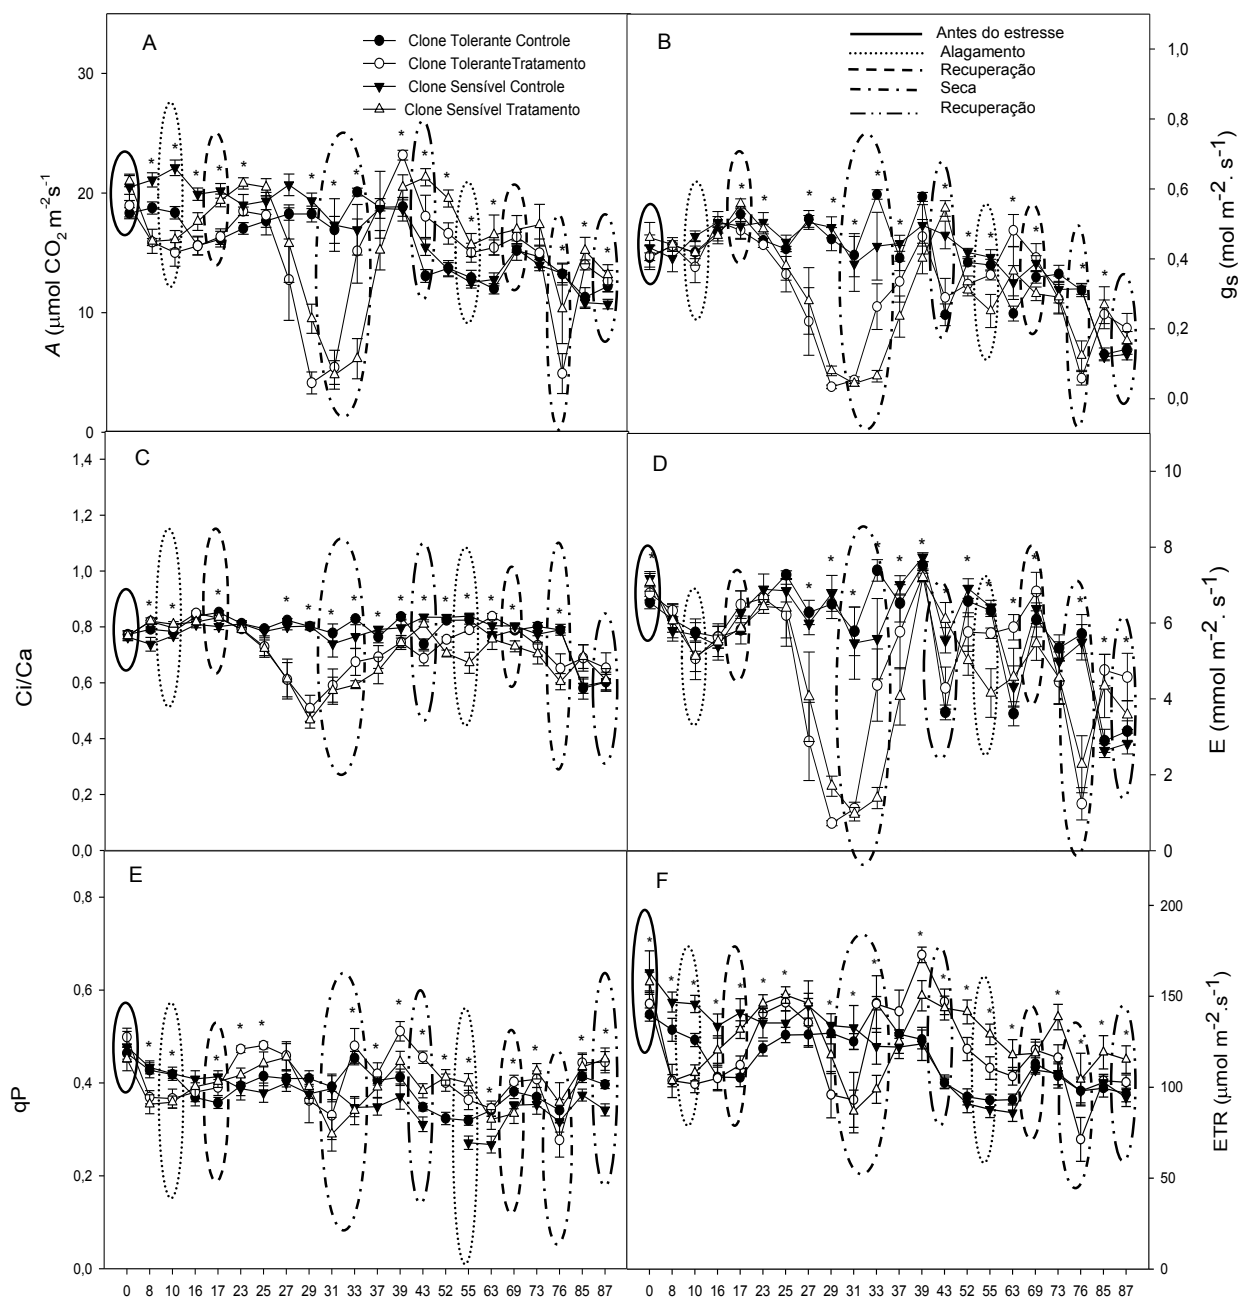 A
Clone Tolerante Controle
Clone ToleranteTratamento
Clone Sensível Controle
Clone Sensível Tratamento
30
20
10
0
A (μmol CO2 m-2s-1)
B
Antes do estresse
Alagamento
Recuperação
Seca
Recuperação
1,0
0,8
0,6
0,4
0,2
0,0
gs (mol m-2. s-1)
C
1,4
1,2
1,0
0,8
0,6
0,4
0,2
0,0
Ci/Ca
D
10
8
6
4
2
0
E (mmol m-2. s-1)
E
0,8
0,6
0,4
0,2
0,0
qP
F
200
150
100
50
0
ETR (μmol m-2.s-1)
0 8 10 16 17 23 25 27 29 31 33 37 39 43 52 55 63 69 73 76 85 87
0 8 10 16 17 23 25 27 29 31 33 37 39 43 52 55 63 69 73 76 85 87